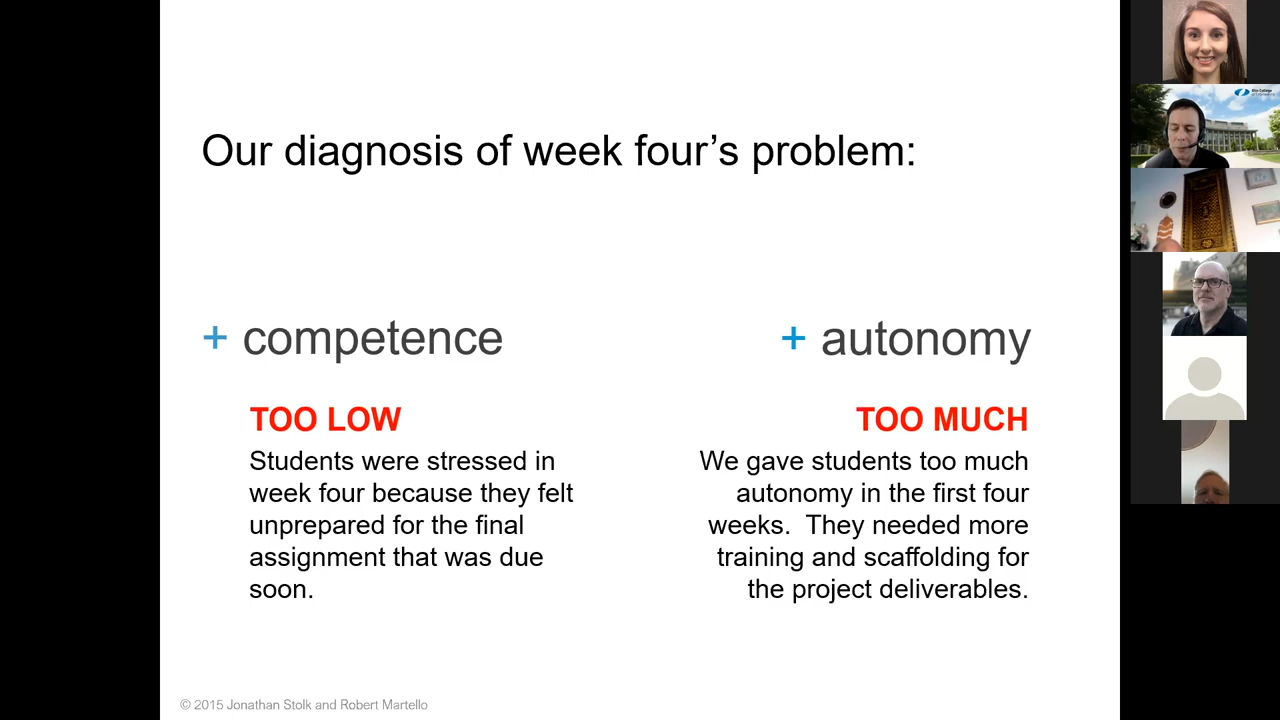 Our diagnosis of week four’s problem:
+ competence
TOO LOW
Students were stressed in
week four because they felt
unprepared for the final
assignment that was due
soon.
+ autonomy
TOO MUCH
We gave students too much
autonomy in the first four
weeks. They needed more
training and scaffolding for
the project deliverables.
© 2015 Jonathan Stolk and Robert Martello